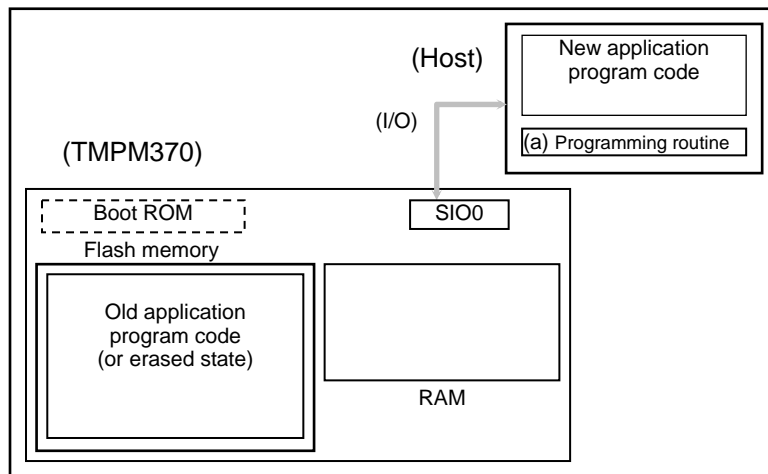 (Host)
New application
program code
(I/O)
(a) Programming routine
(TMPM370)
Boot ROM
SIO0
Flash memory
Old application
program code
(or erased state)
RAM